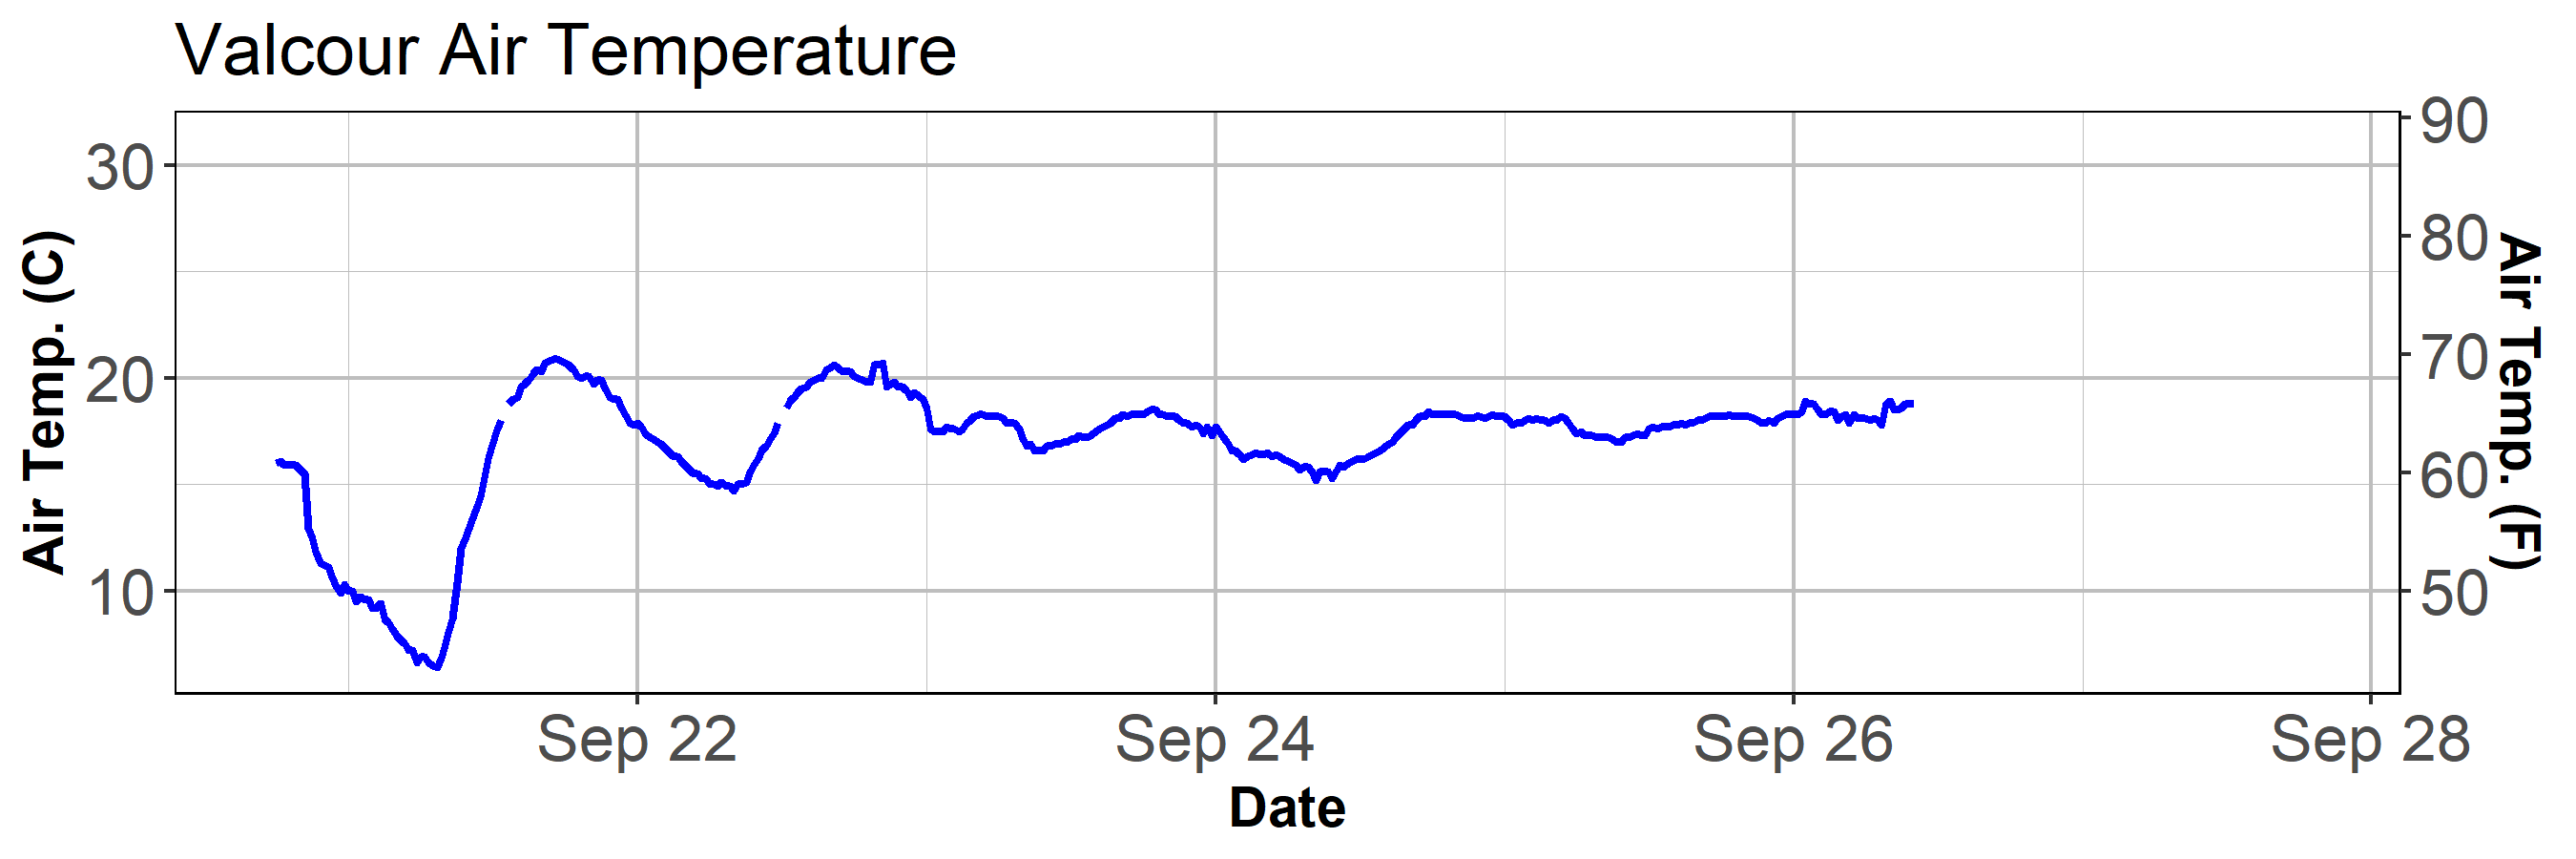 Valcour Air Temperature
Air Temp. (C)
30
20
10
90
80
70
60
50
Air Temp. (F)
Sep 22
Sep 24
Sep 26
Sep 28
Date